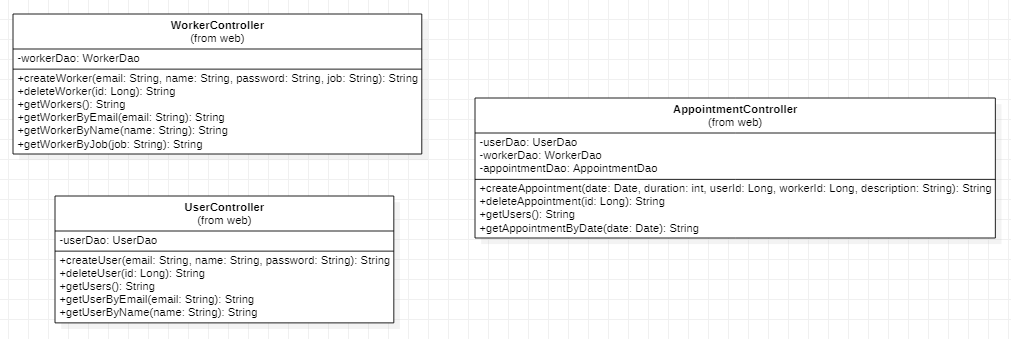 WorkerController
(from web)
-workerDao: WorkerDao
+createWorker(email: String, name: String, password: String, job: String): String
+deleteWorker(id: Long): String
+getWorkers(): String
+getWorkerByEmail(email: String): String
+getWorkerByName(name: String): String
+getWorkerByJob(job: String): String
UserController
(from web)
-userDao: UserDao
+createUser(email: String, name: String, password: String): String
+deleteUser(id: Long): String
+getUsers(): String
+getUserByEmail(email: String): String
+getUserByName(name: String): String
AppointmentController
(from web)
-userDao: UserDao
-workerDao: WorkerDao
-appointmentDao: AppointmentDao
+createAppointment(date: Date, duration: int, userId: Long, workerId: Long, description: String): String
+deleteAppointment(id: Long): String
+getUsers(): String
+getAppointmentByDate(date: Date): String